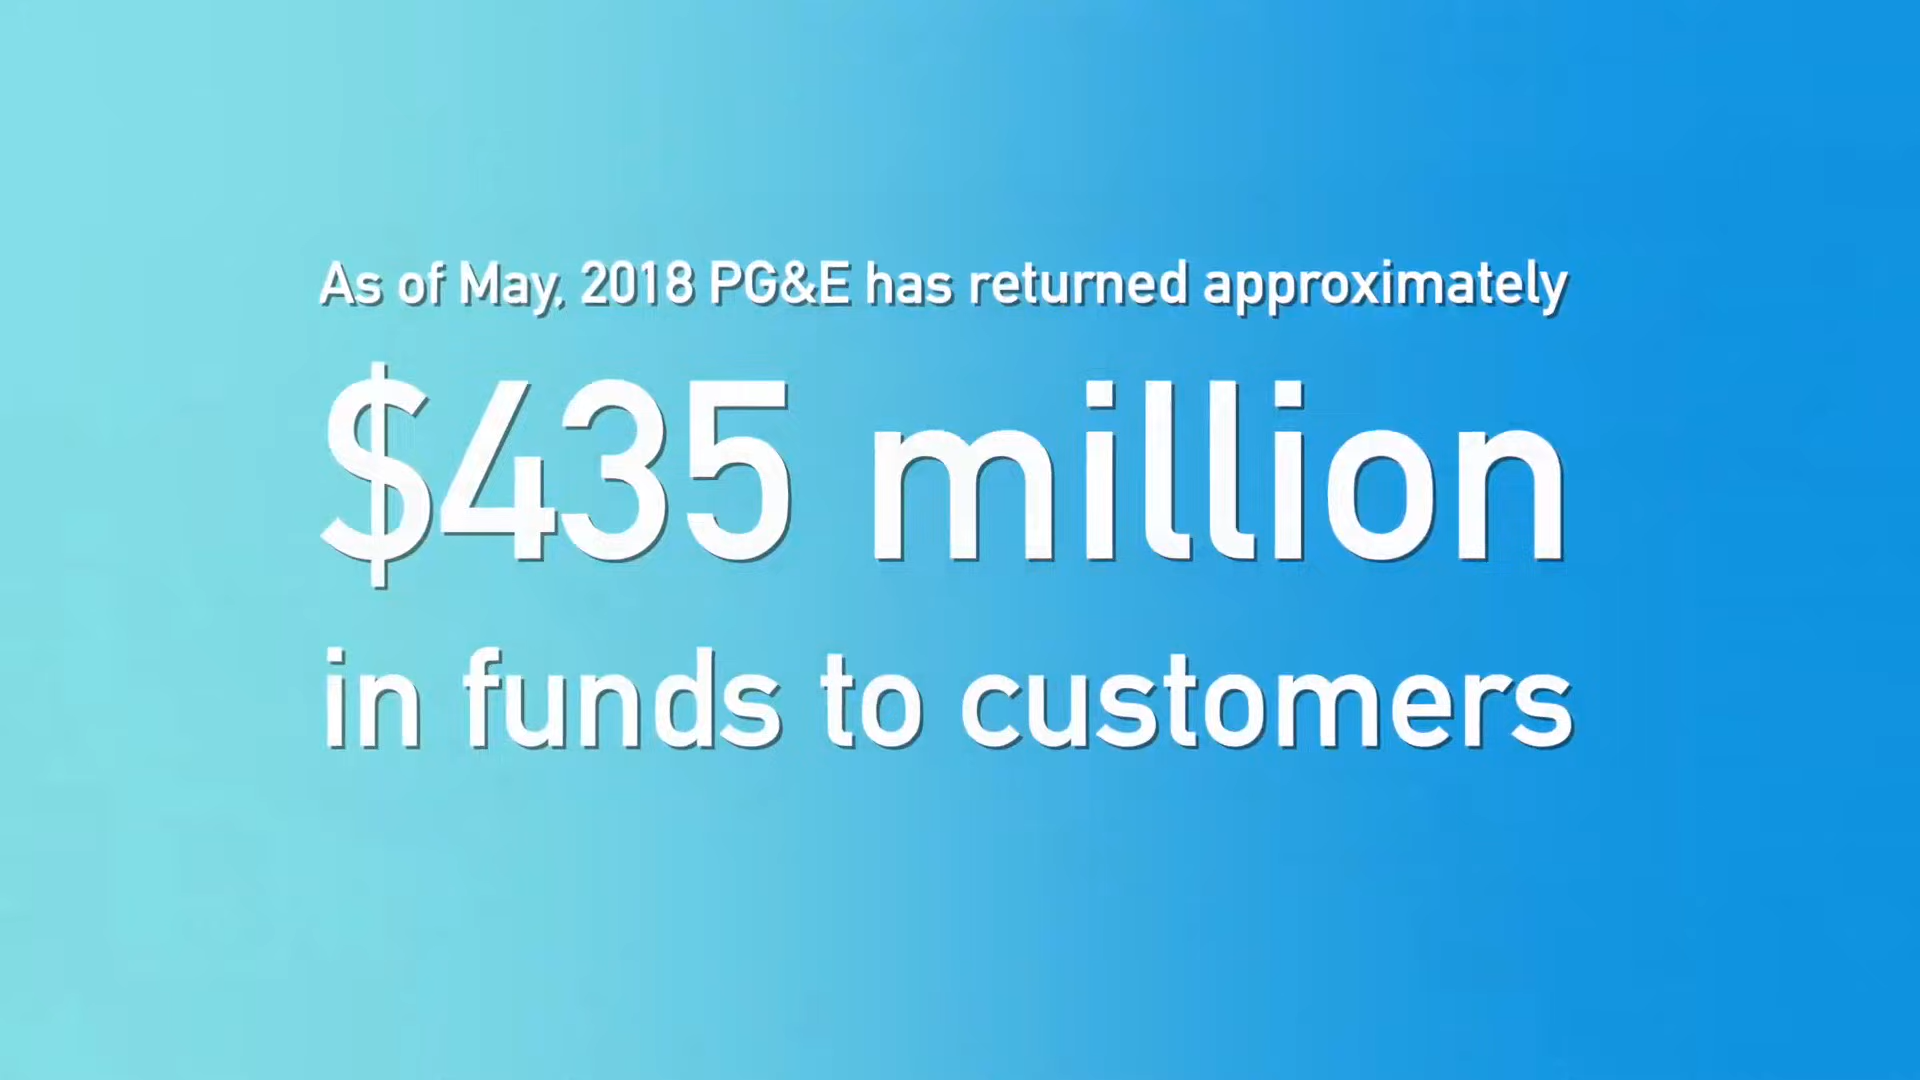 As of May, 2018 PG&E has returned approximately
$435 million
in funds to customers